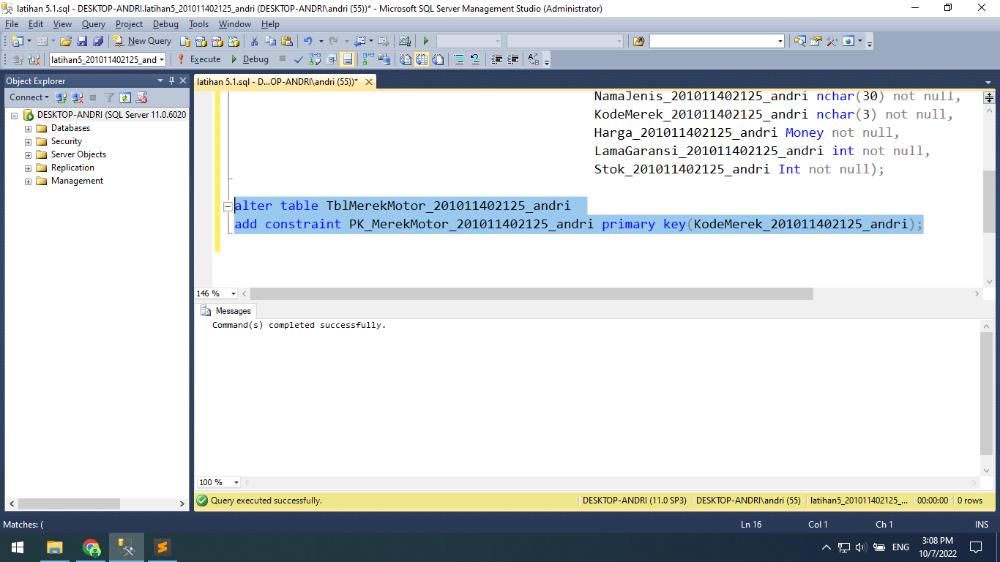 latihan 5.1.sql - DESKTOP-ANDRI.latihan5_201011402125_andri (DESKTOP-ANDRI\andri (55))* - Microsoft SQL Server Management Studio (Administrator)
File Edit View Query Project Debug Tools Window Help
New Query
latihan5_201011402125_and Execute Debug
Object Explorer
Connect
DESKTOP-ANDRI (SQL Server 11.0.6020
Databases
Security
Server Objects
Replication
Management
latihan 5.1.sql - D...OP-ANDRI\andri (55))*
NamaJenis_201011402125_andri nchar(30) not null,
KodeMerek_201011402125_andri nchar(3) not null,
Harga_201011402125_andri Money not null,
LamaGaransi_201011402125_andri int not null,
Stok_201011402125_andri Int not null);
alter table TblMerekMotor_201011402125_andri
add constraint PK_MerekMotor_201011402125_andri primary key(KodeMerek_201011402125_andri);
146 %
Messages
Command(s) completed successfully.
100 %
Query executed successfully. DESKTOP-ANDRI (11.0 SP3) DESKTOP-ANDRI\andri (55) latihan5_201011402125_... 00:00:00 0 rows
Matches: ( Ln 16 Col 1 Ch 1 INS
ENG
3:08 PM
10/7/2022